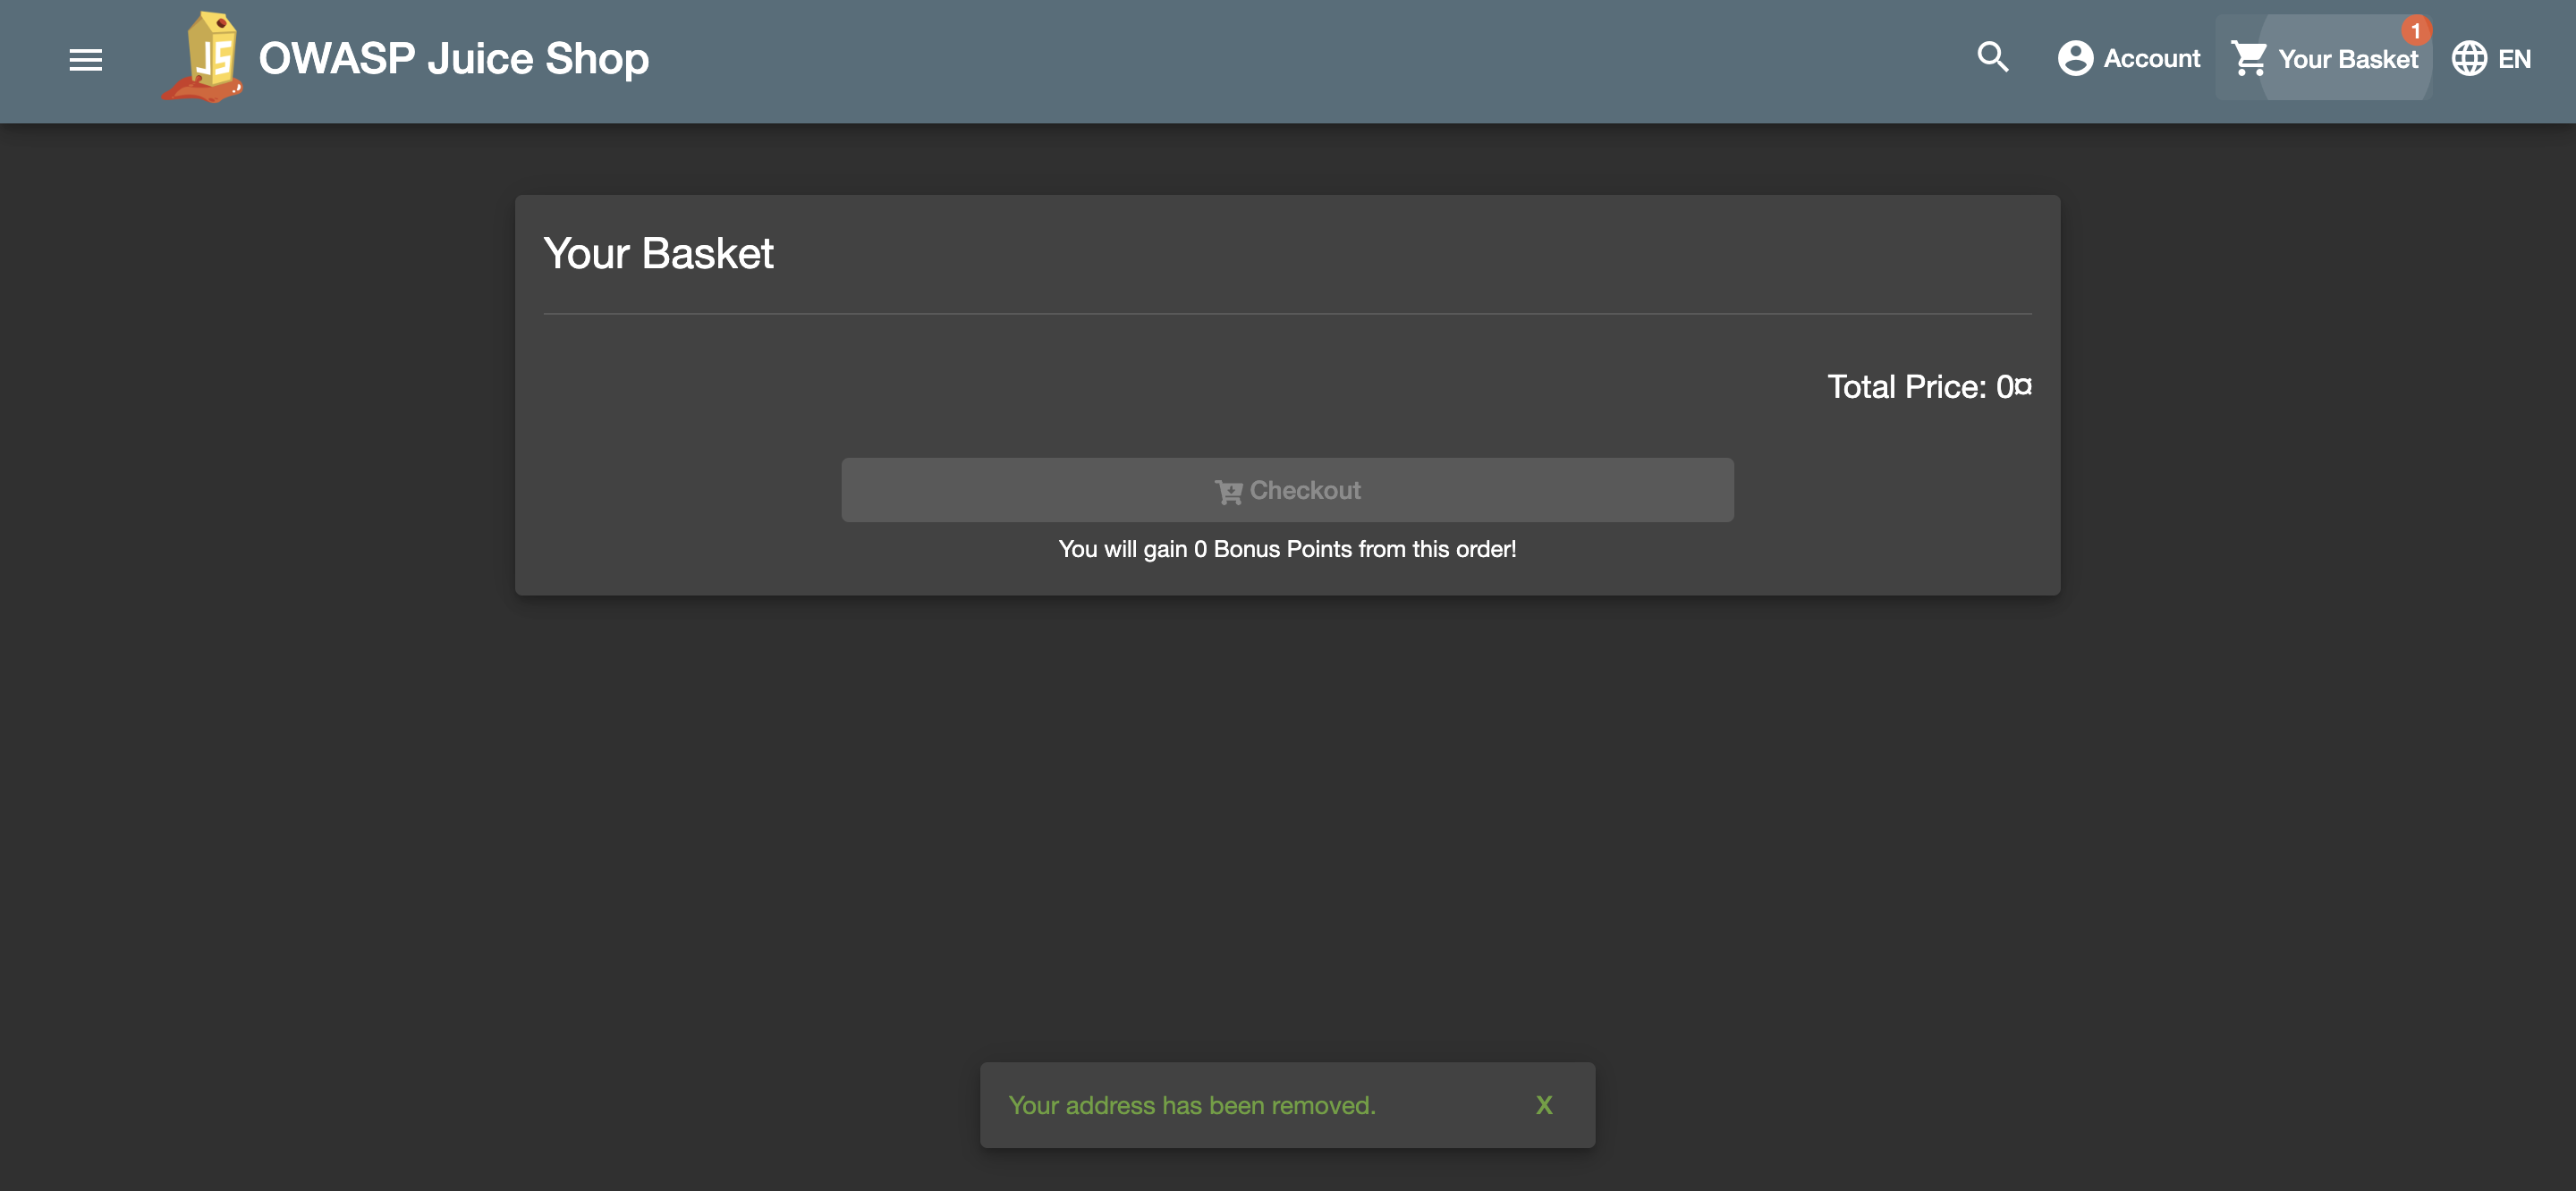 JS
OWASP Juice Shop
Account
Your Basket
1
EN
Your Basket
Total Price: 0¤
Checkout
You will gain 0 Bonus Points from this order!
Your address has been removed.
X